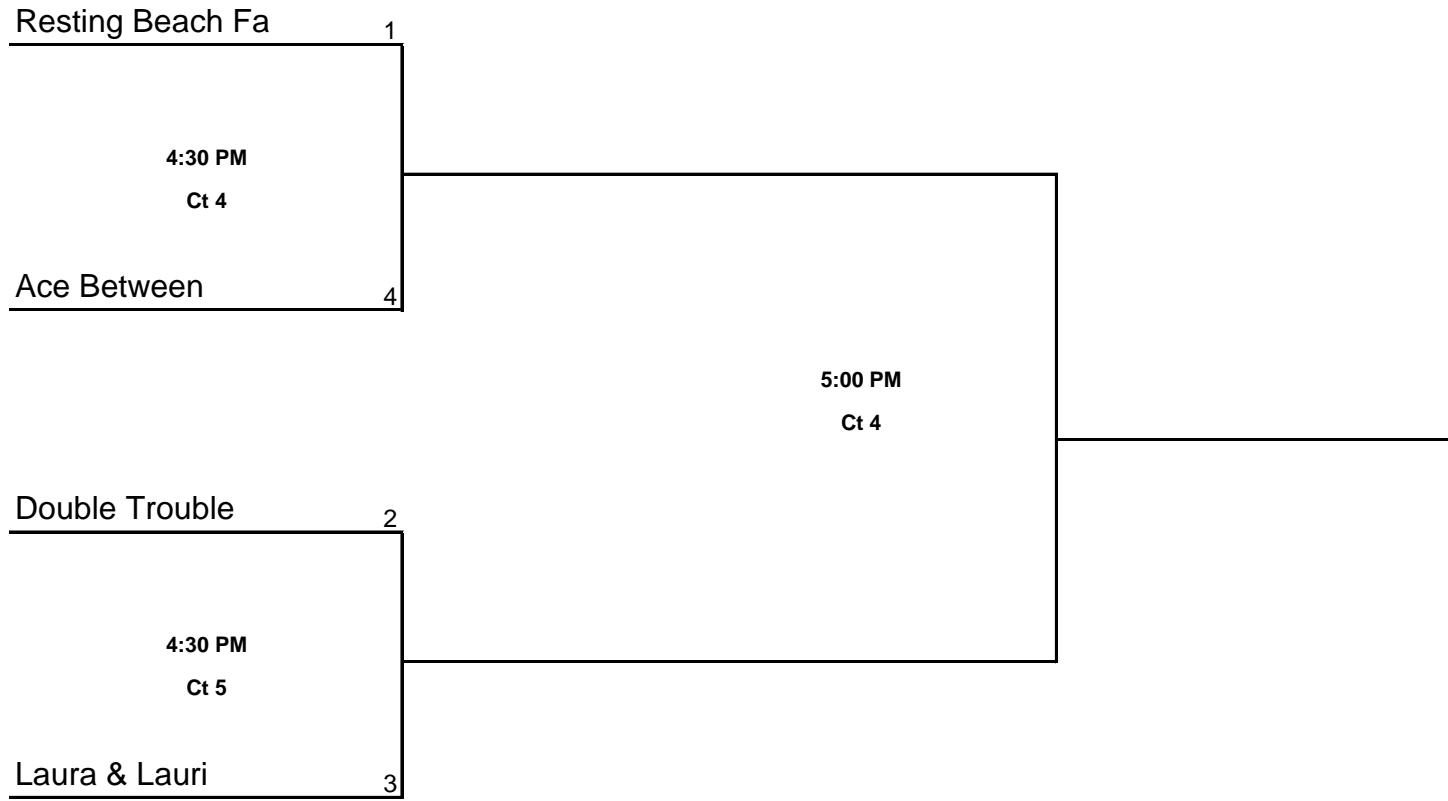 Resting Beach Fa
1
4:30 PM
Ct 4
Ace Between
4
5:00 PM
Ct 4
Double Trouble
2
4:30 PM
Ct 5
Laura & Lauri
3